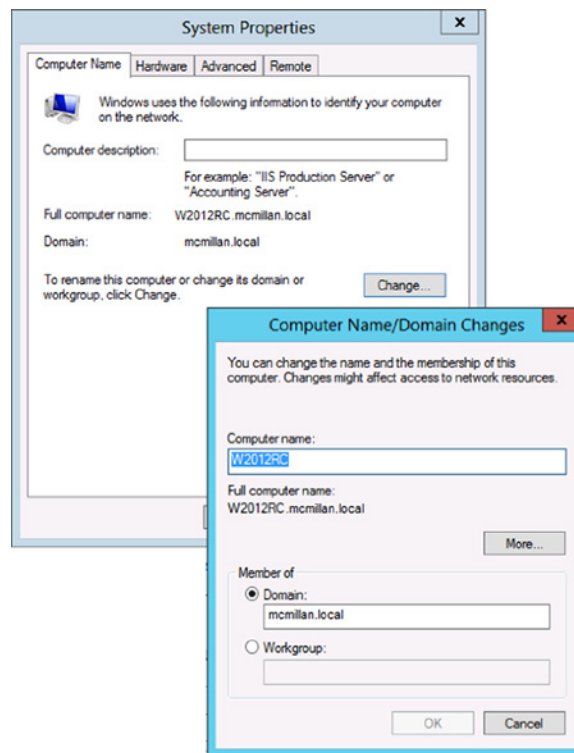 System Properties
x
Computer Name
Hardware
Advanced
Remote
Windows uses the following information to identify your computer
on the network.
Computer description:
For example: "IIS Production Server" or
"Accounting Server".
Full computer name:
W2012RC.mcmillan.local
Domain:
mcmillan.local
To rename this computer or change its domain or
workgroup, click Change.
Change...
Computer Name/Domain Changes
x
You can change the name and the membership of this
computer. Changes might affect access to network resources.
Computer name:
W2012RC
Full computer name:
W2012RC.mcmillan.local
More...
Member of
Domain:
mcmillan.local
Workgroup:
OK
Cancel